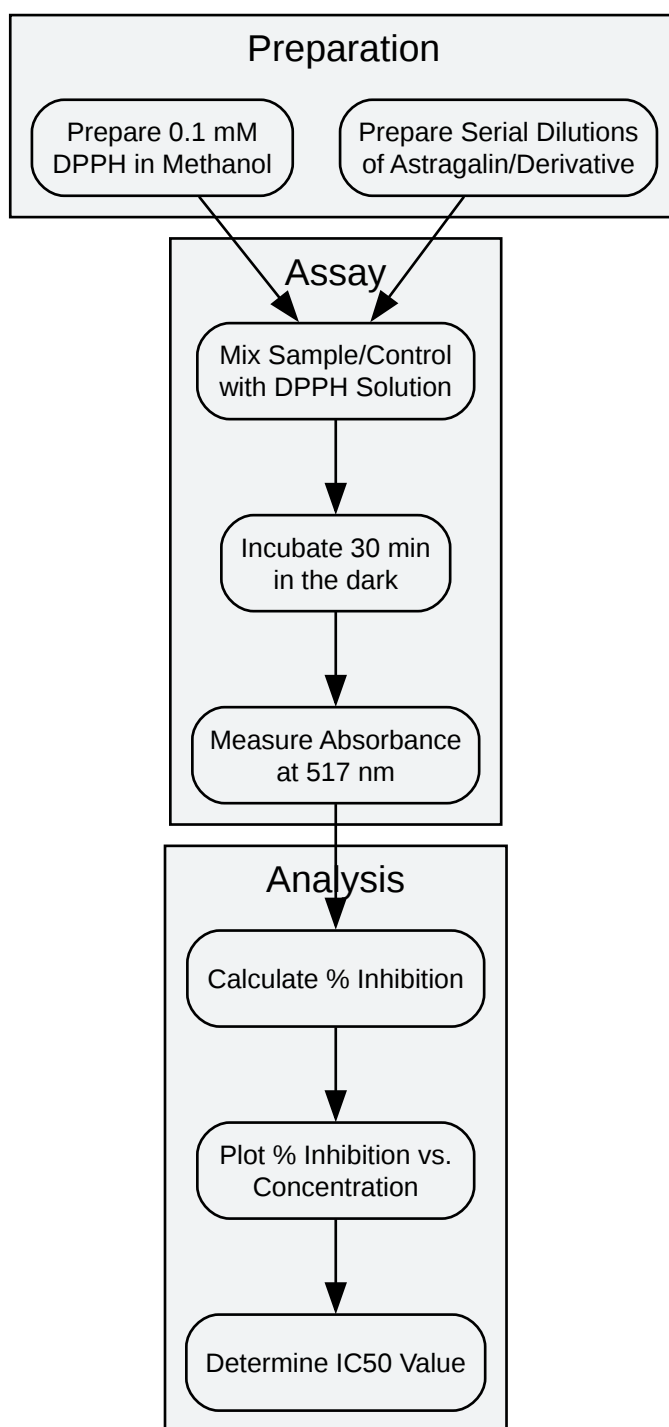 Preparation
Prepare 0.1 mM
DPPH in Methanol
Prepare Serial Dilutions
of Astragalin/Derivative
Assay
Mix Sample/Control
with DPPH Solution
Incubate 30 min
in the dark
Measure Absorbance
at 517 nm
Analysis
Calculate % Inhibition
Plot % Inhibition vs.
Concentration
Determine IC50 Value